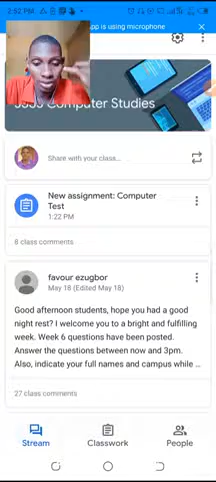 2:52 PM
app is using microphone
Computer Studies
Share with your class...
New assignment: Computer
Test
1:22 PM
8 class comments
favour ezugbor
May 18 (Edited May 18)
Good afternoon students, hope you had a good
night rest? I welcome you to a bright and fulfilling
week. Week 6 questions have been posted.
Answer the questions between now and 3pm.
Also, indicate your full names and campus while ...
27 class comments
Stream
Classwork
People